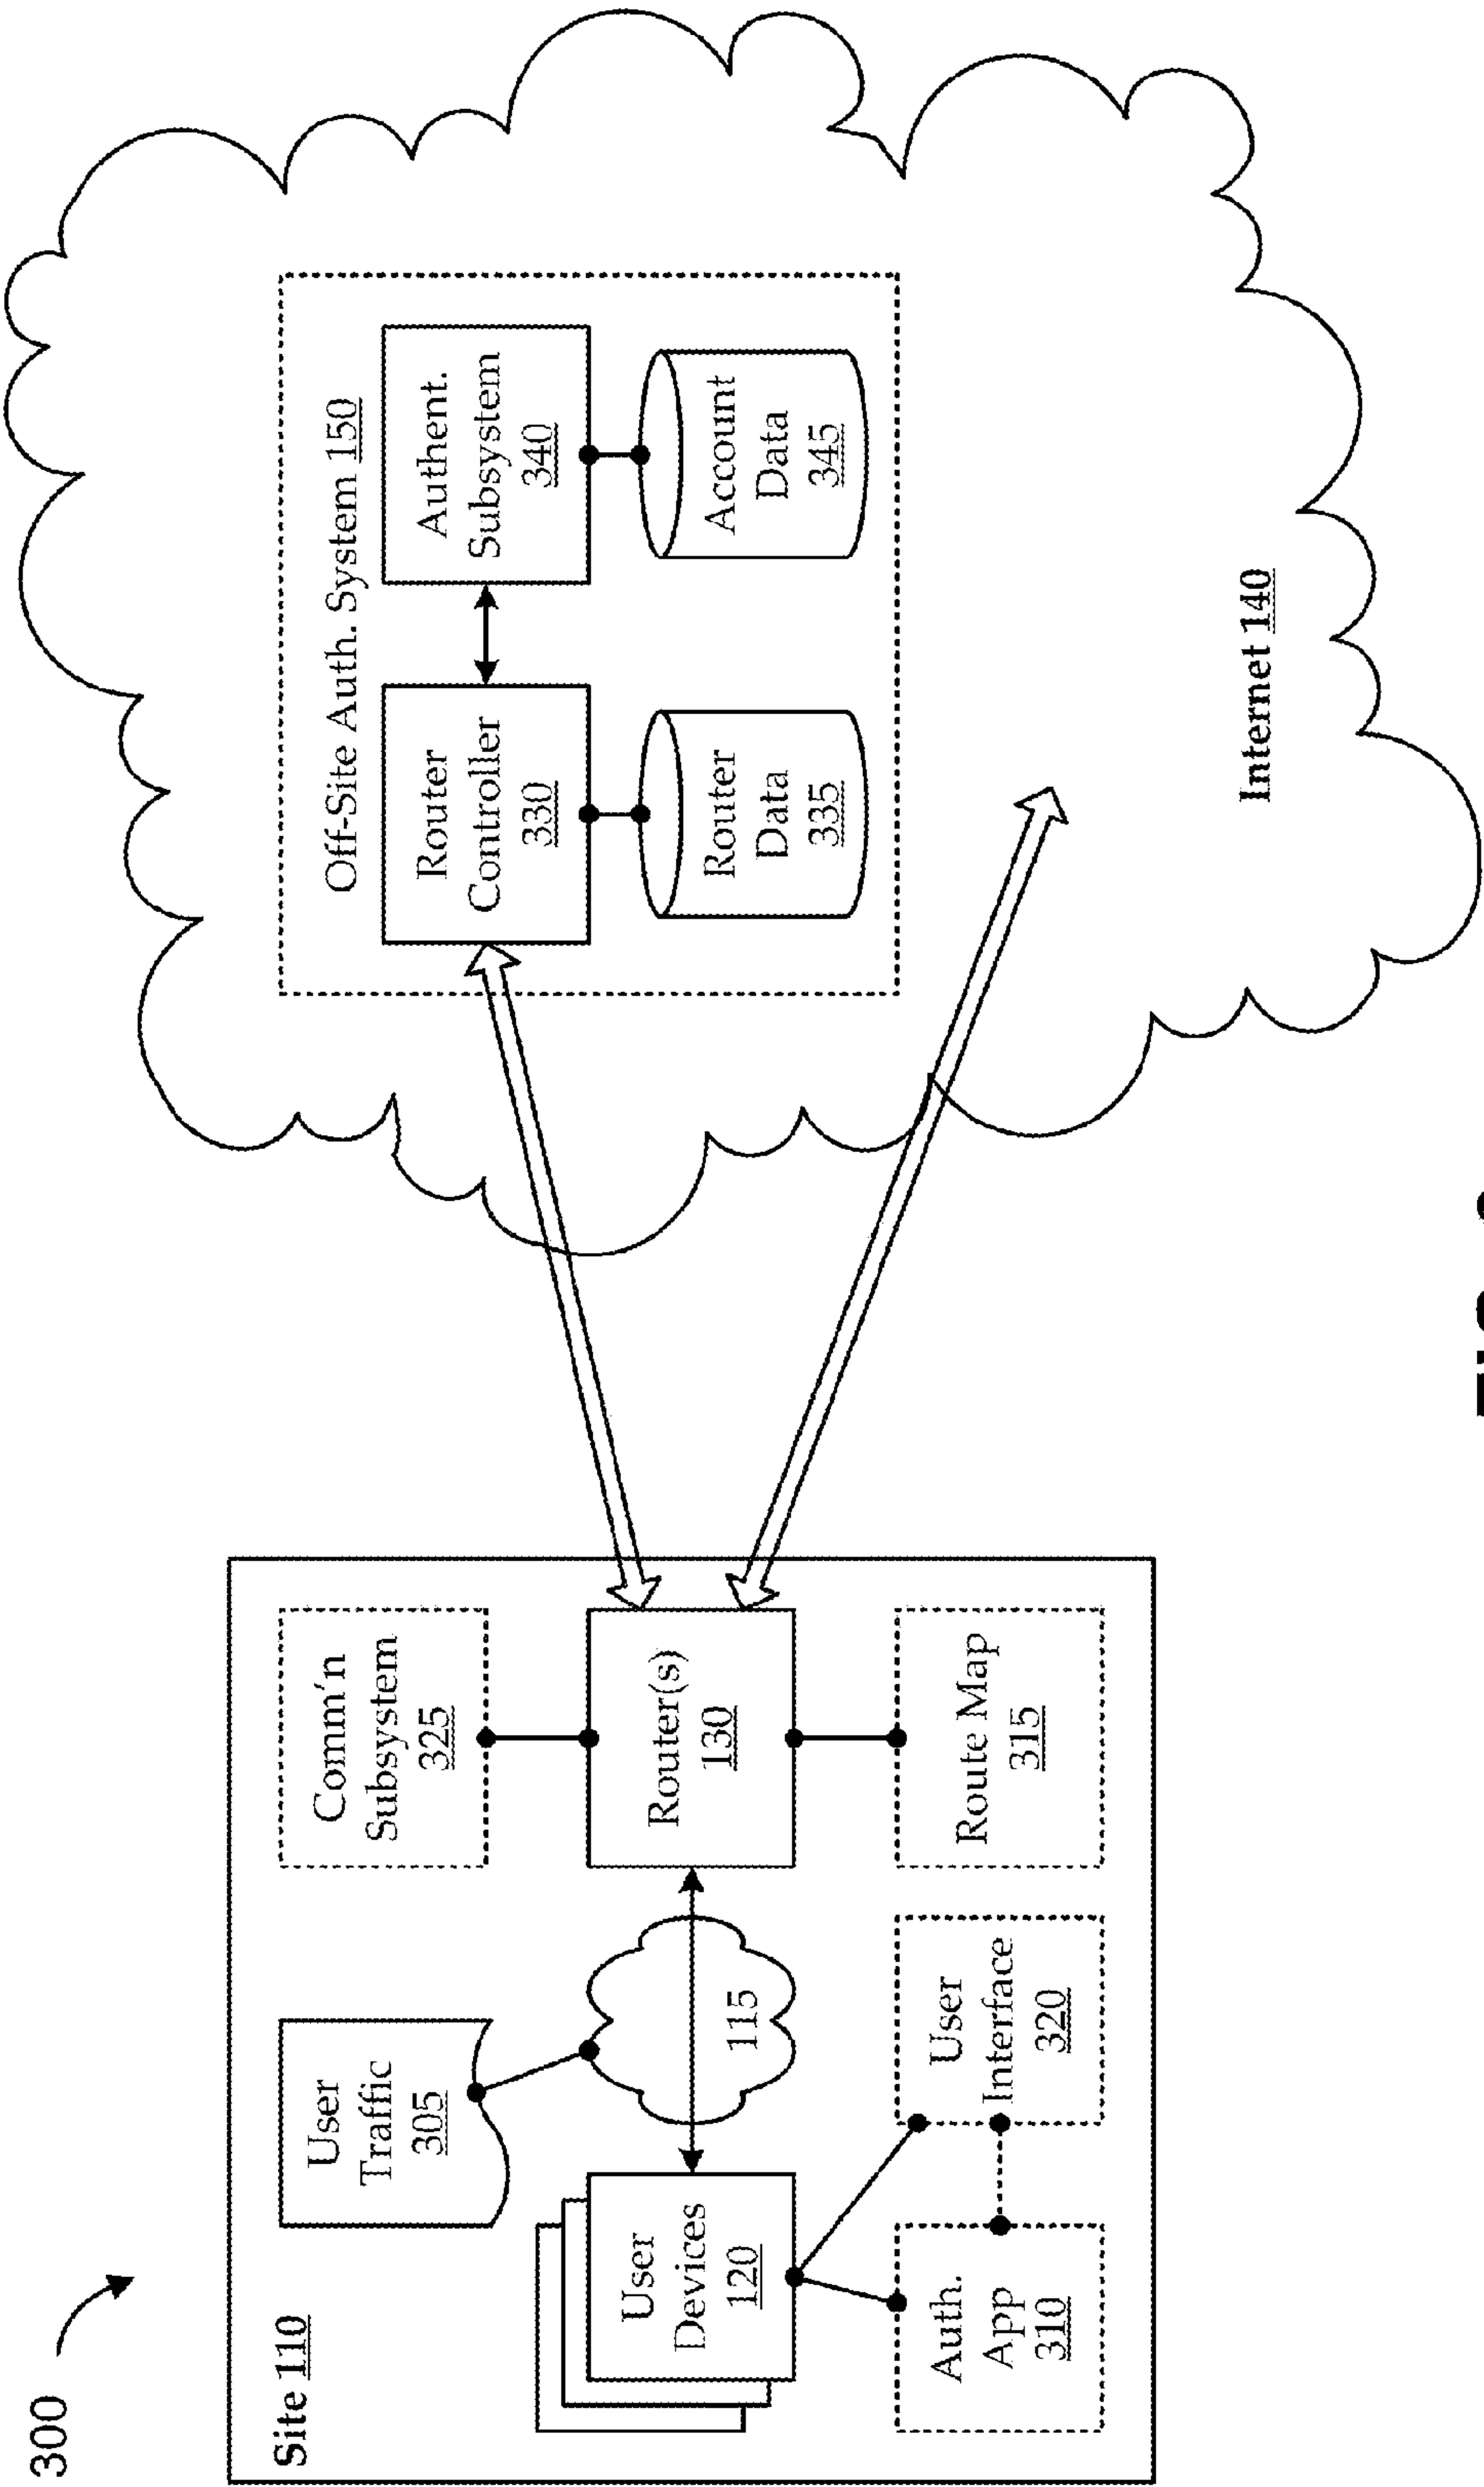 300
Site 110
User
Traffic
305
Comm'n
Subsystem
325
User
Devices
120
115
Router(s)
130
Auth.
App
310
User
Interface
320
Route Map
315
Off-Site Auth. System 150
Router
Controller
330
Authent.
Subsystem
340
Router
Data
335
Account
Data
345
Internet 140